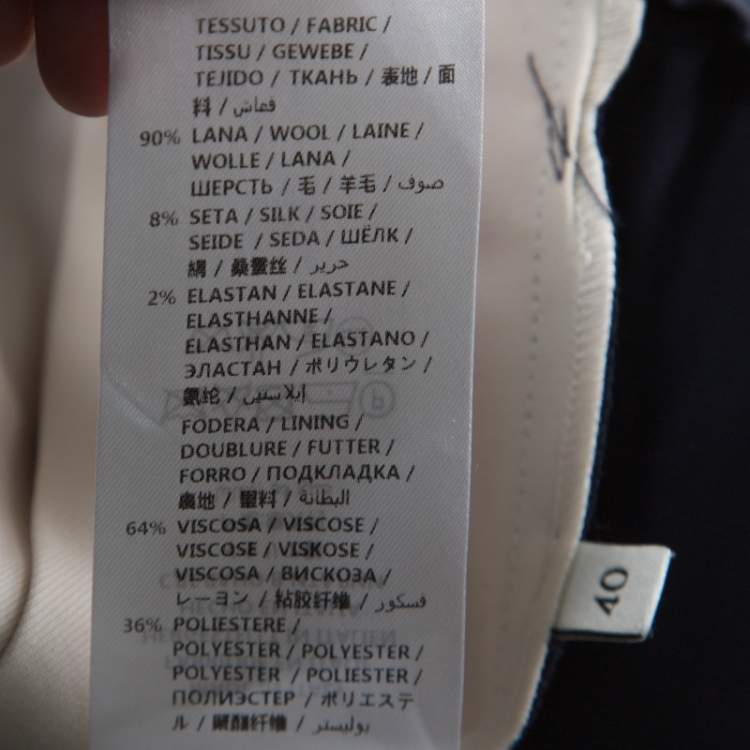 TESSUTO / FABRIC /
TISSU / GEWEBE /
TEJIDO / ТКАНЬ / 表地 / 面
料 / قماش
90% LANA / WOOL / LAINE /
WOLLE / LANA /
ШЕРСТЬ / 毛 / 羊毛 / صوف
8% SETA / SILK / SOIE /
SEIDE / SEDA / ШЁЛК /
絹 / 桑蚕丝 / حرير
2% ELASTAN / ELASTANE /
ELASTHANNE /
ELASTHAN / ELASTANO /
ЭЛАСТАН / ポリウレタン /
氨纶 / إيلاستين
FODERA / LINING /
DOUBLURE / FUTTER /
FORRO / ПОДКЛАДКА /
裏地 / 里料 / البطانة
64% VISCOSA / VISCOSE /
VISCOSE / VISKOSE /
VISCOSA / ВИСКОЗА /
レーヨン / 粘胶纤维 / فسكور
36% POLIESTERE /
POLYESTER / POLYESTER /
POLYESTER / POLIESTER /
ПОЛИЭСТЕР / ポリエステ
ル / 聚酯纤维 / بوليستر
40